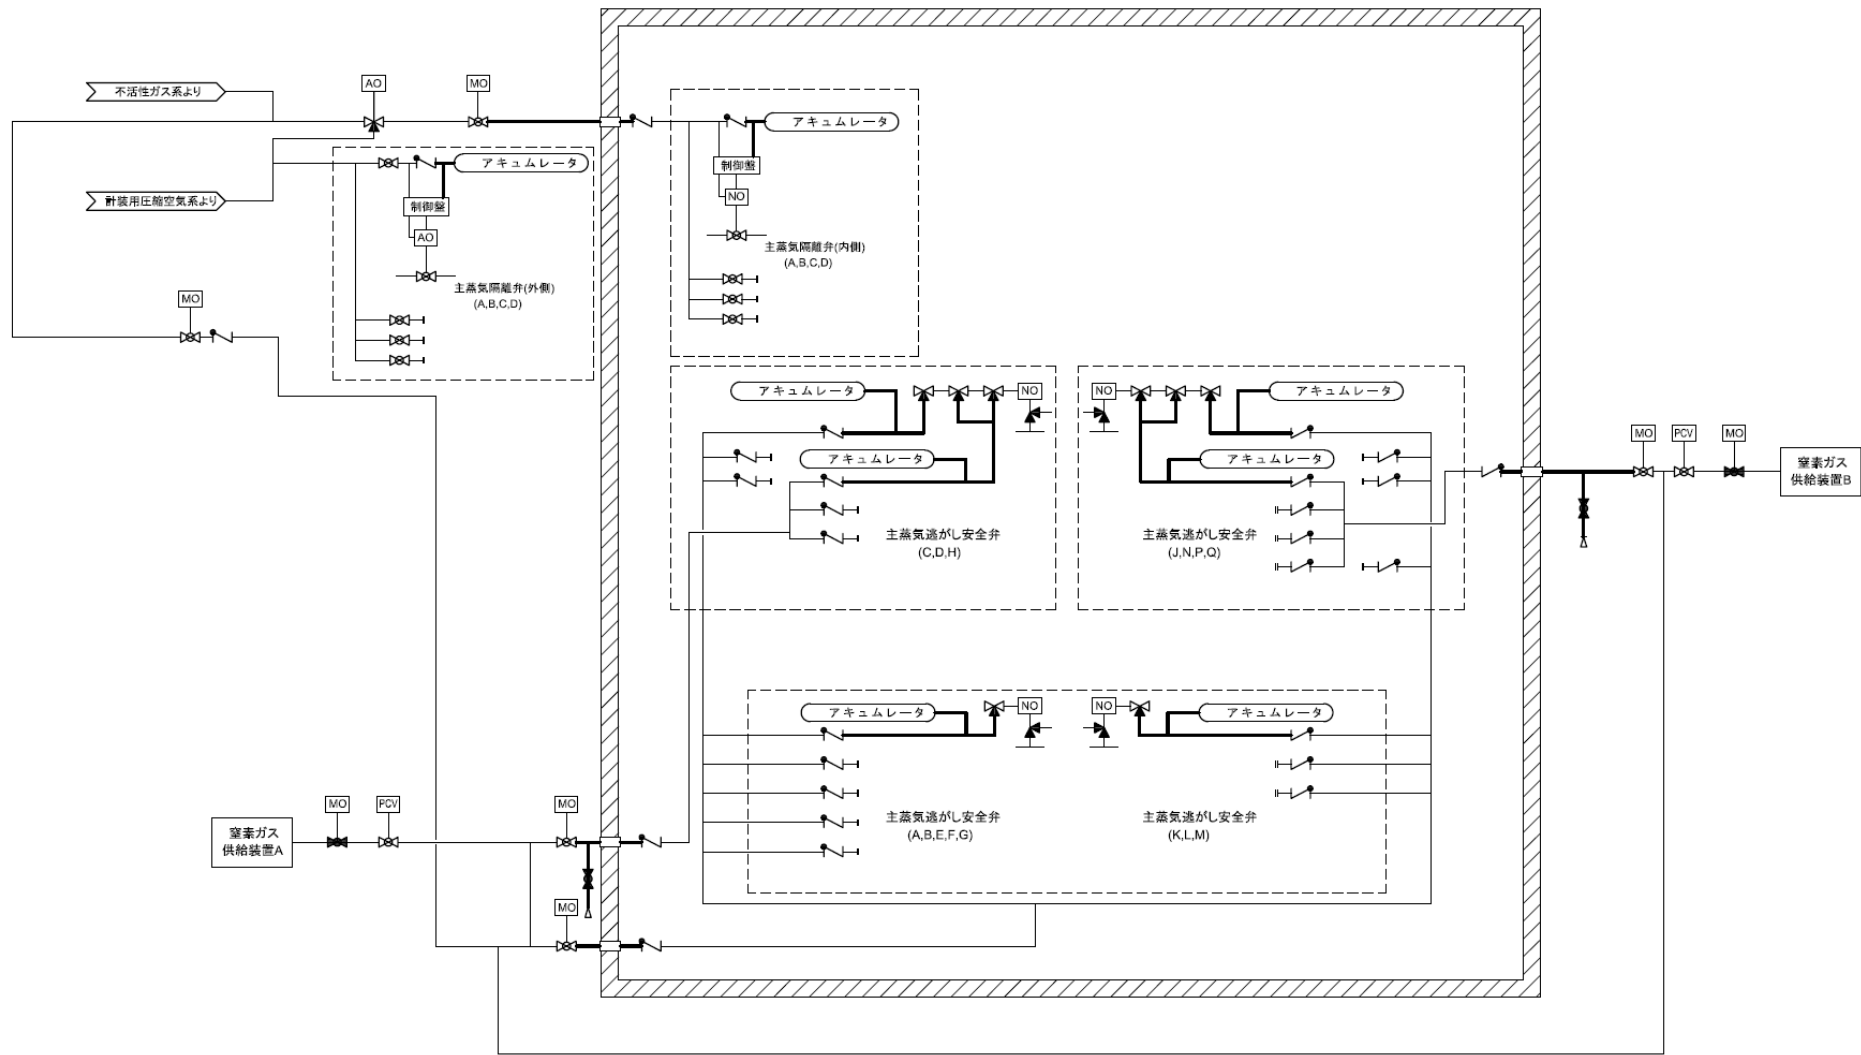 不活性ガス系より
AO
MO
アキュムレータ
アキュムレータ
制御盤
NO
計装用圧縮空気系より
制御盤
AO
主蒸気隔離弁(内側)
(A,B,C,D)
主蒸気隔離弁(外側)
(A,B,C,D)
MO
アキュムレータ
NO
NO
アキュムレータ
アキュムレータ
アキュムレータ
MO
PCV
MO
窒素ガス
供給装置B
主蒸気逃がし安全弁
(C,D,H)
主蒸気逃がし安全弁
(J,N,P,Q)
アキュムレータ
NO
NO
アキュムレータ
主蒸気逃がし安全弁
(A,B,E,F,G)
主蒸気逃がし安全弁
(K,L,M)
MO
PCV
MO
窒素ガス
供給装置A
MO